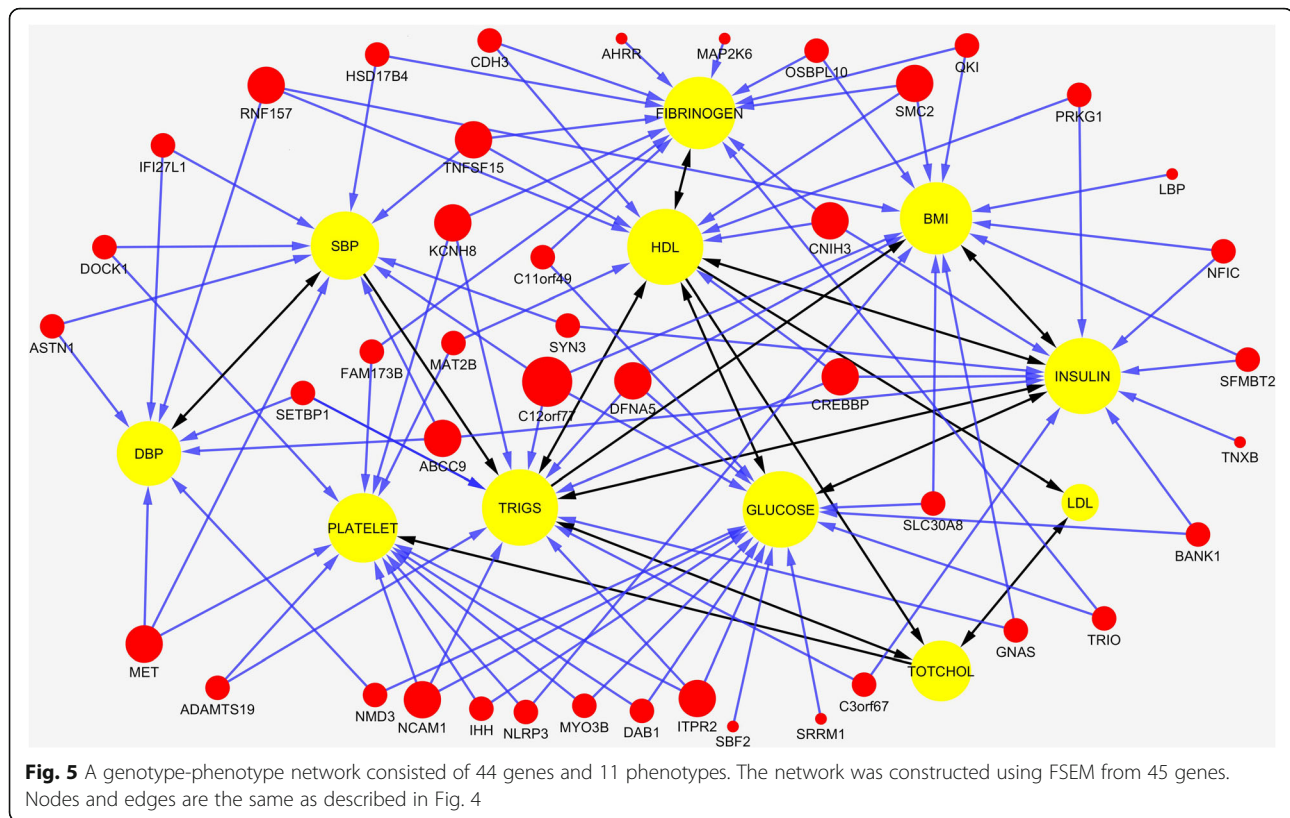 CDH3
AHRR
MAP2K6
OSBPL10
QKI
HSD17B4
RNF157
FIBRINOGEN
SMC2
PRKG1
IFI27L1
TNFSF15
LBP
SBP
KCNH8
HDL
CNIH3
BMI
DOCK1
C11orf49
NFIC
ASTN1
FAM173B
MAT2B
SYN3
SETBP1
C12orf77
DFNA5
CREBBP
INSULIN
SFMBT2
DBP
ABCC9
TNXB
PLATELET
TRIGS
GLUCOSE
SLC30A8
LDL
BANK1
MET
ADAMTS19
NMD3
NCAM1
IHH
NLRP3
MYO3B
DAB1
ITPR2
SBF2
SRRM1
C3orf67
TOTCHOL
GNAS
TRIO
Fig. 5 A genotype-phenotype network consisted of 44 genes and 11 phenotypes. The network was constructed using FSEM from 45 genes.
Nodes and edges are the same as described in Fig. 4